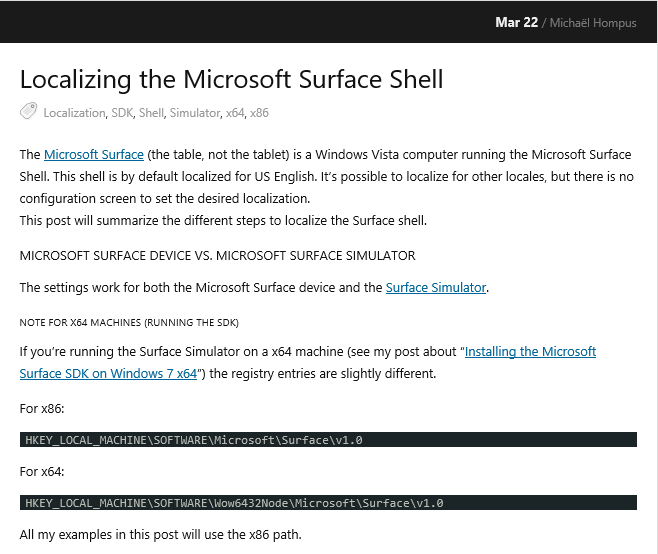 Mar 22 / Michaël Hompus
Localizing the Microsoft Surface Shell
Localization, SDK, Shell, Simulator, x64, x86
The Microsoft Surface (the table, not the tablet) is a Windows Vista computer running the Microsoft Surface
Shell. This shell is by default localized for US English. It’s possible to localize for other locales, but there is no
configuration screen to set the desired localization.
This post will summarize the different steps to localize the Surface shell.
MICROSOFT SURFACE DEVICE VS. MICROSOFT SURFACE SIMULATOR
The settings work for both the Microsoft Surface device and the Surface Simulator.
NOTE FOR X64 MACHINES (RUNNING THE SDK)
If you’re running the Surface Simulator on a x64 machine (see my post about “Installing the Microsoft
Surface SDK on Windows 7 x64”) the registry entries are slightly different.
For x86:
HKEY_LOCAL_MACHINE\SOFTWARE\Microsoft\Surface\v1.0
For x64:
HKEY_LOCAL_MACHINE\SOFTWARE\Wow6432Node\Microsoft\Surface\v1.0
All my examples in this post will use the x86 path.